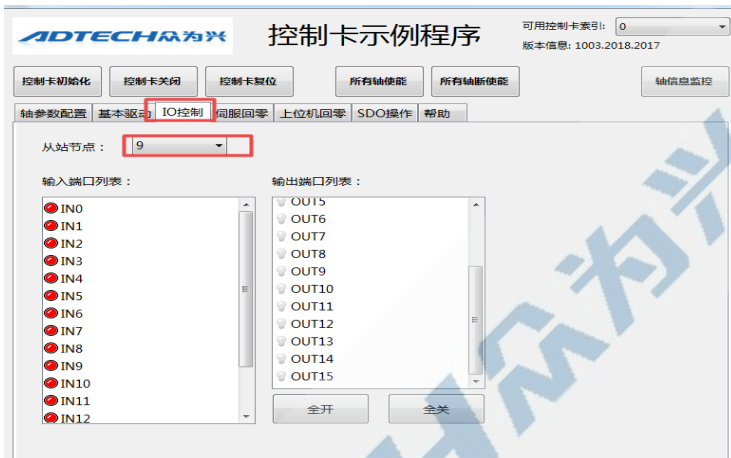 ADTECH众为兴
控制卡示例程序
可用控制卡索引: 0
版本信息: 1003.2018.2017
控制卡初始化 控制卡关闭 控制卡复位 所有轴使能 所有轴断使能 轴信息监控
轴参数配置 基本驱动 IO控制 伺服回零 上位机回零 SDO操作 帮助
从站节点： 9
输入端口列表：
IN0
IN1
IN2
IN3
IN4
IN5
IN6
IN7
IN8
IN9
IN10
IN11
IN12
输出端口列表：
OUT5
OUT6
OUT7
OUT8
OUT9
OUT10
OUT11
OUT12
OUT13
OUT14
OUT15
全开 全关
众为兴